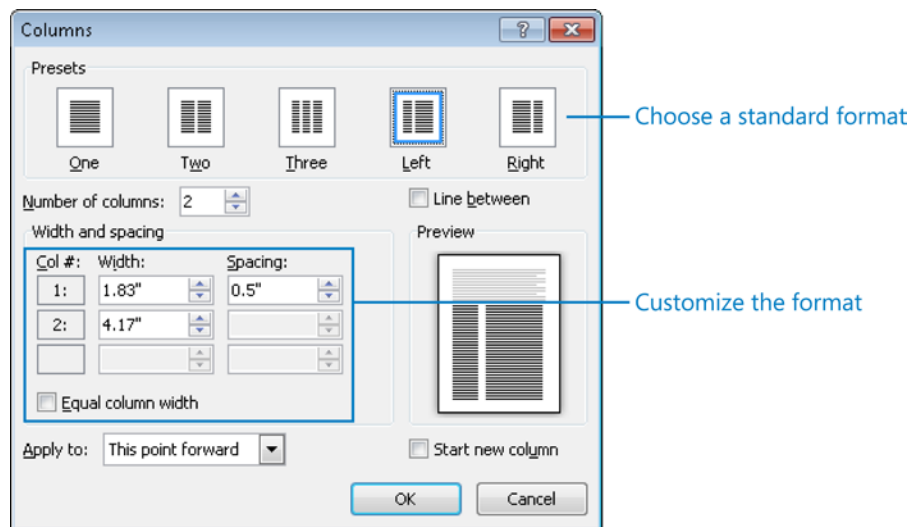 Columns
Presets
One Two Three Left Right
Choose a standard format
Number of columns: 2
Line between
Width and spacing
Preview
Col #: Width: Spacing:
1: 1.83" 0.5"
2: 4.17"
Customize the format
Equal column width
Apply to: This point forward
Start new column
OK Cancel